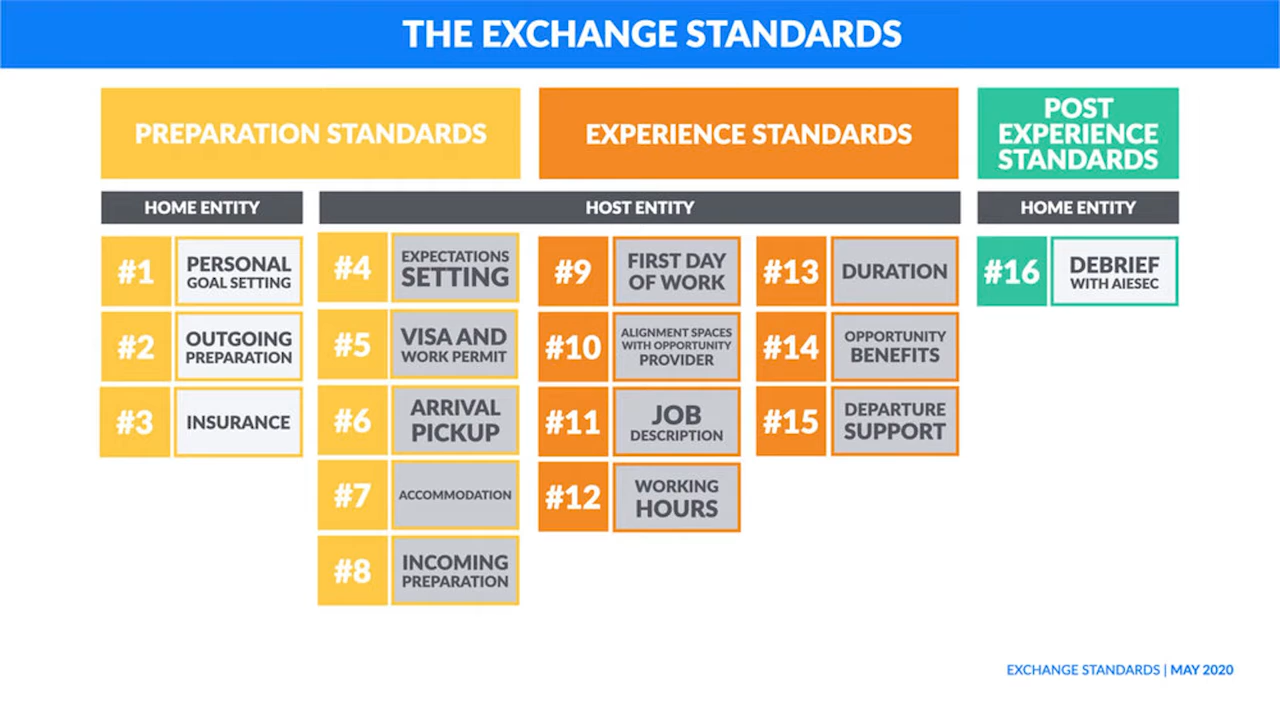 THE EXCHANGE STANDARDS
PREPARATION STANDARDS
EXPERIENCE STANDARDS
POST
EXPERIENCE
STANDARDS
HOME ENTITY
HOST ENTITY
HOME ENTITY
#1
PERSONAL
GOAL SETTING
#2
OUTGOING
PREPARATION
#3
INSURANCE
#4
EXPECTATIONS
SETTING
#5
VISA AND
WORK PERMIT
#6
ARRIVAL
PICKUP
#7
ACCOMMODATION
#8
INCOMING
PREPARATION
#9
FIRST DAY
OF WORK
#10
ALIGNMENT SPACES
WITH OPPORTUNITY
PROVIDER
#11
JOB
DESCRIPTION
#12
WORKING
HOURS
#13
DURATION
#14
OPPORTUNITY
BENEFITS
#15
DEPARTURE
SUPPORT
#16
DEBRIEF
WITH AIESEC
EXCHANGE STANDARDS | MAY 2020